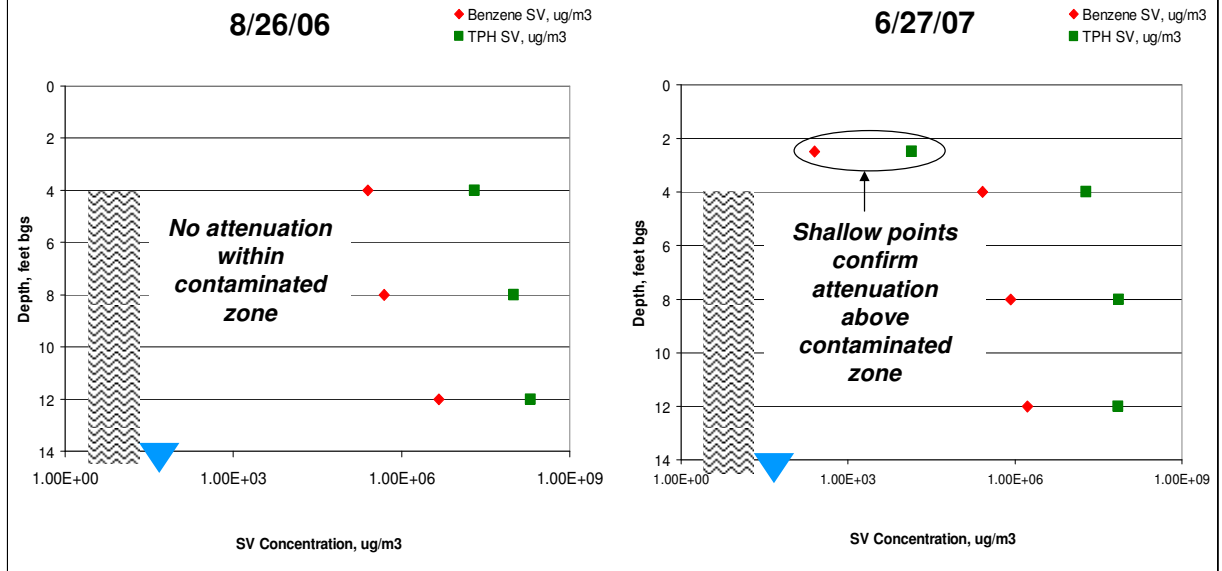 8/26/06
Benzene SV, ug/m3
TPH SV, ug/m3
0
2
4
6
8
10
12
14
Depth, feet bgs
No attenuation
within
contaminated
zone
1.00E+00
1.00E+03
1.00E+06
1.00E+09
SV Concentration, ug/m3
6/27/07
Benzene SV, ug/m3
TPH SV, ug/m3
0
2
4
6
8
10
12
14
Depth, feet bgs
Shallow points
confirm
attenuation
above
contaminated
zone
1.00E+00
1.00E+03
1.00E+06
1.00E+09
SV Concentration, ug/m3